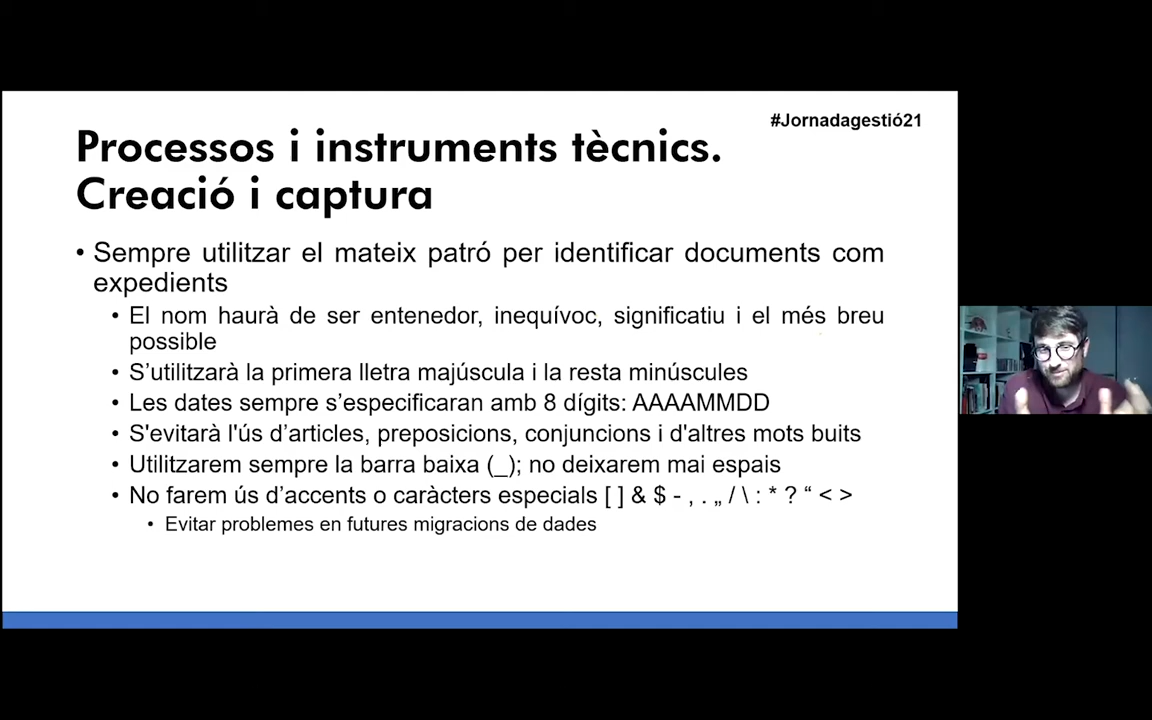 #Jornadagestió21
Processos i instruments tècnics.
Creació i captura
• Sempre utilitzar el mateix patró per identificar documents com
expedients
• El nom haurà de ser entenedor, inequívoc, significatiu i el més breu
possible
• S’utilitzarà la primera lletra majúscula i la resta minúscules
• Les dates sempre s’especificaran amb 8 dígits: AAAAMMDD
• S'evitarà l'ús d’articles, preposicions, conjuncions i d'altres mots buits
• Utilitzarem sempre la barra baixa (_); no deixarem mai espais
• No farem ús d’accents o caràcters especials [ ] & $ - , . „ / \ : * ? “ < >
• Evitar problemes en futures migracions de dades